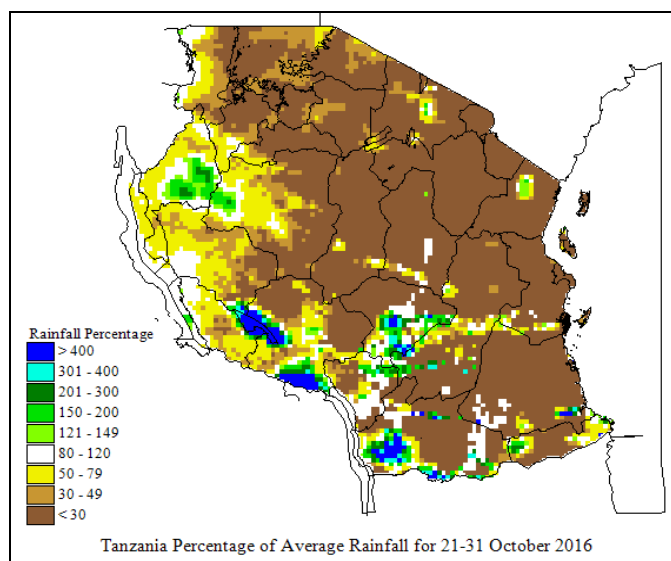 Rainfall Percentage
> 400
301 - 400
201 - 300
150 - 200
121 - 149
80 - 120
50 - 79
30 - 49
< 30
Tanzania Percentage of Average Rainfall for 21-31 October 2016